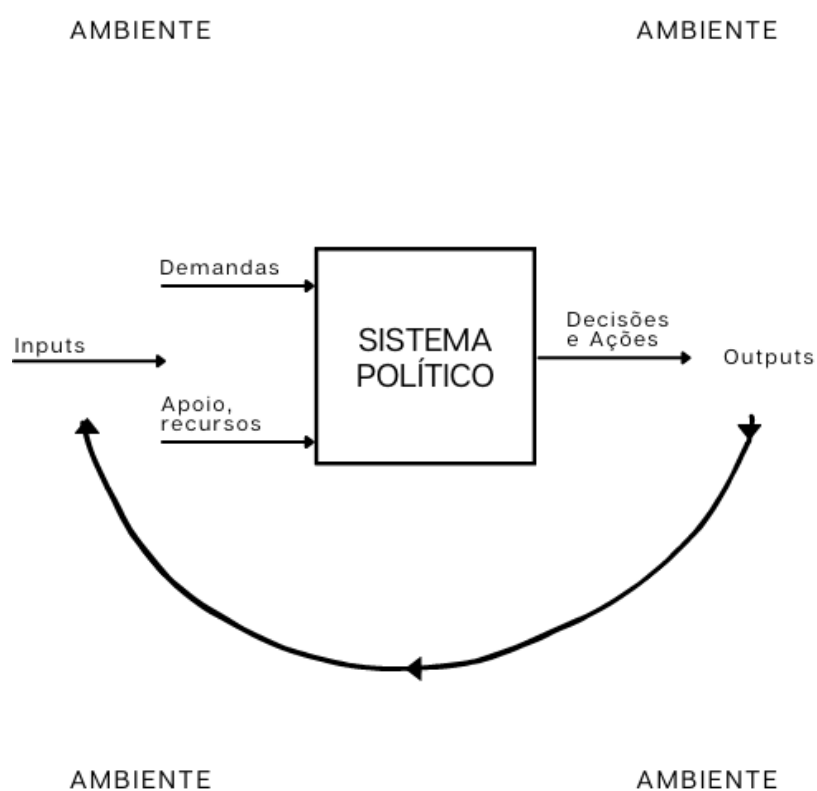 AMBIENTE
AMBIENTE
Demandas
Inputs
Apoio,
recursos
SISTEMA
POLÍTICO
Decisões
e Ações
Outputs
AMBIENTE
AMBIENTE